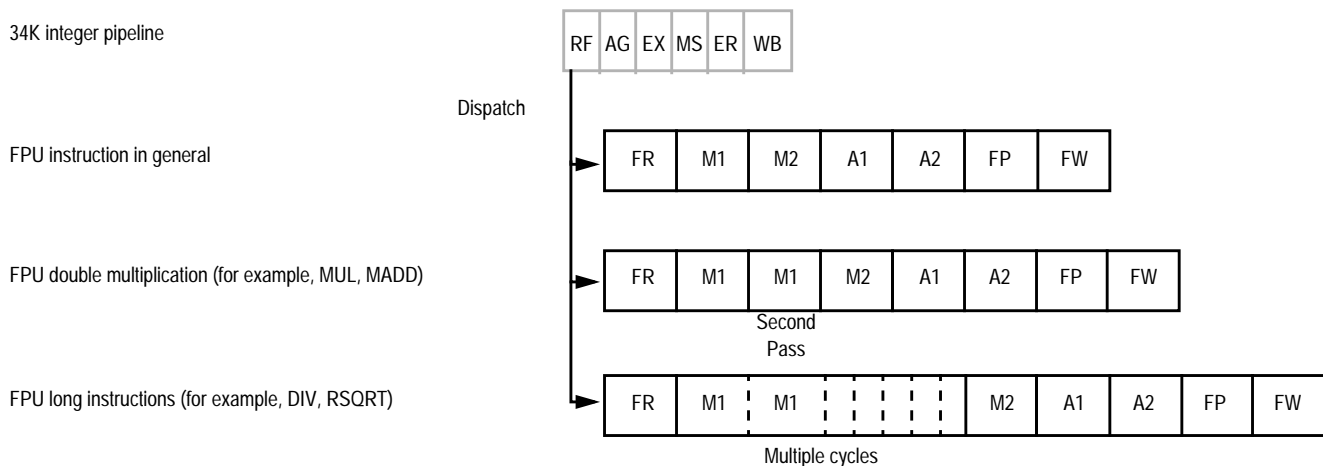 34K integer pipeline
RF AG EX MS ER WB
Dispatch
FPU instruction in general
FR M1 M2 A1 A2 FP FW
FPU double multiplication (for example, MUL, MADD)
FR M1 M1 M2 A1 A2 FP FW
Second
Pass
FPU long instructions (for example, DIV, RSQRT)
FR M1 M1 M2 A1 A2 FP FW
Multiple cycles